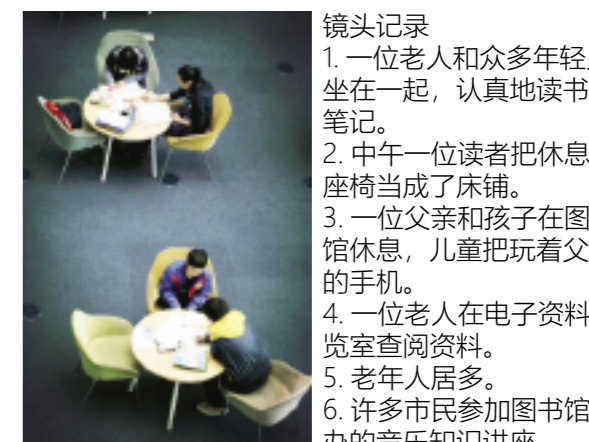 镜头记录
1. 一位老人和众多年轻
坐在一起，认真地读书
笔记。
2. 中午一位读者把休息
座椅当成了床铺。
3. 一位父亲和孩子在图
馆休息，儿童把玩着父
的手机。
4. 一位老人在电子资料
览室查阅资料。
5. 老年人居多。
6. 许多市民参加图书馆
办的音乐知识讲座